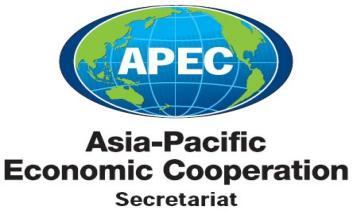 APEC
Asia-Pacific
Economic Cooperation
Secretariat